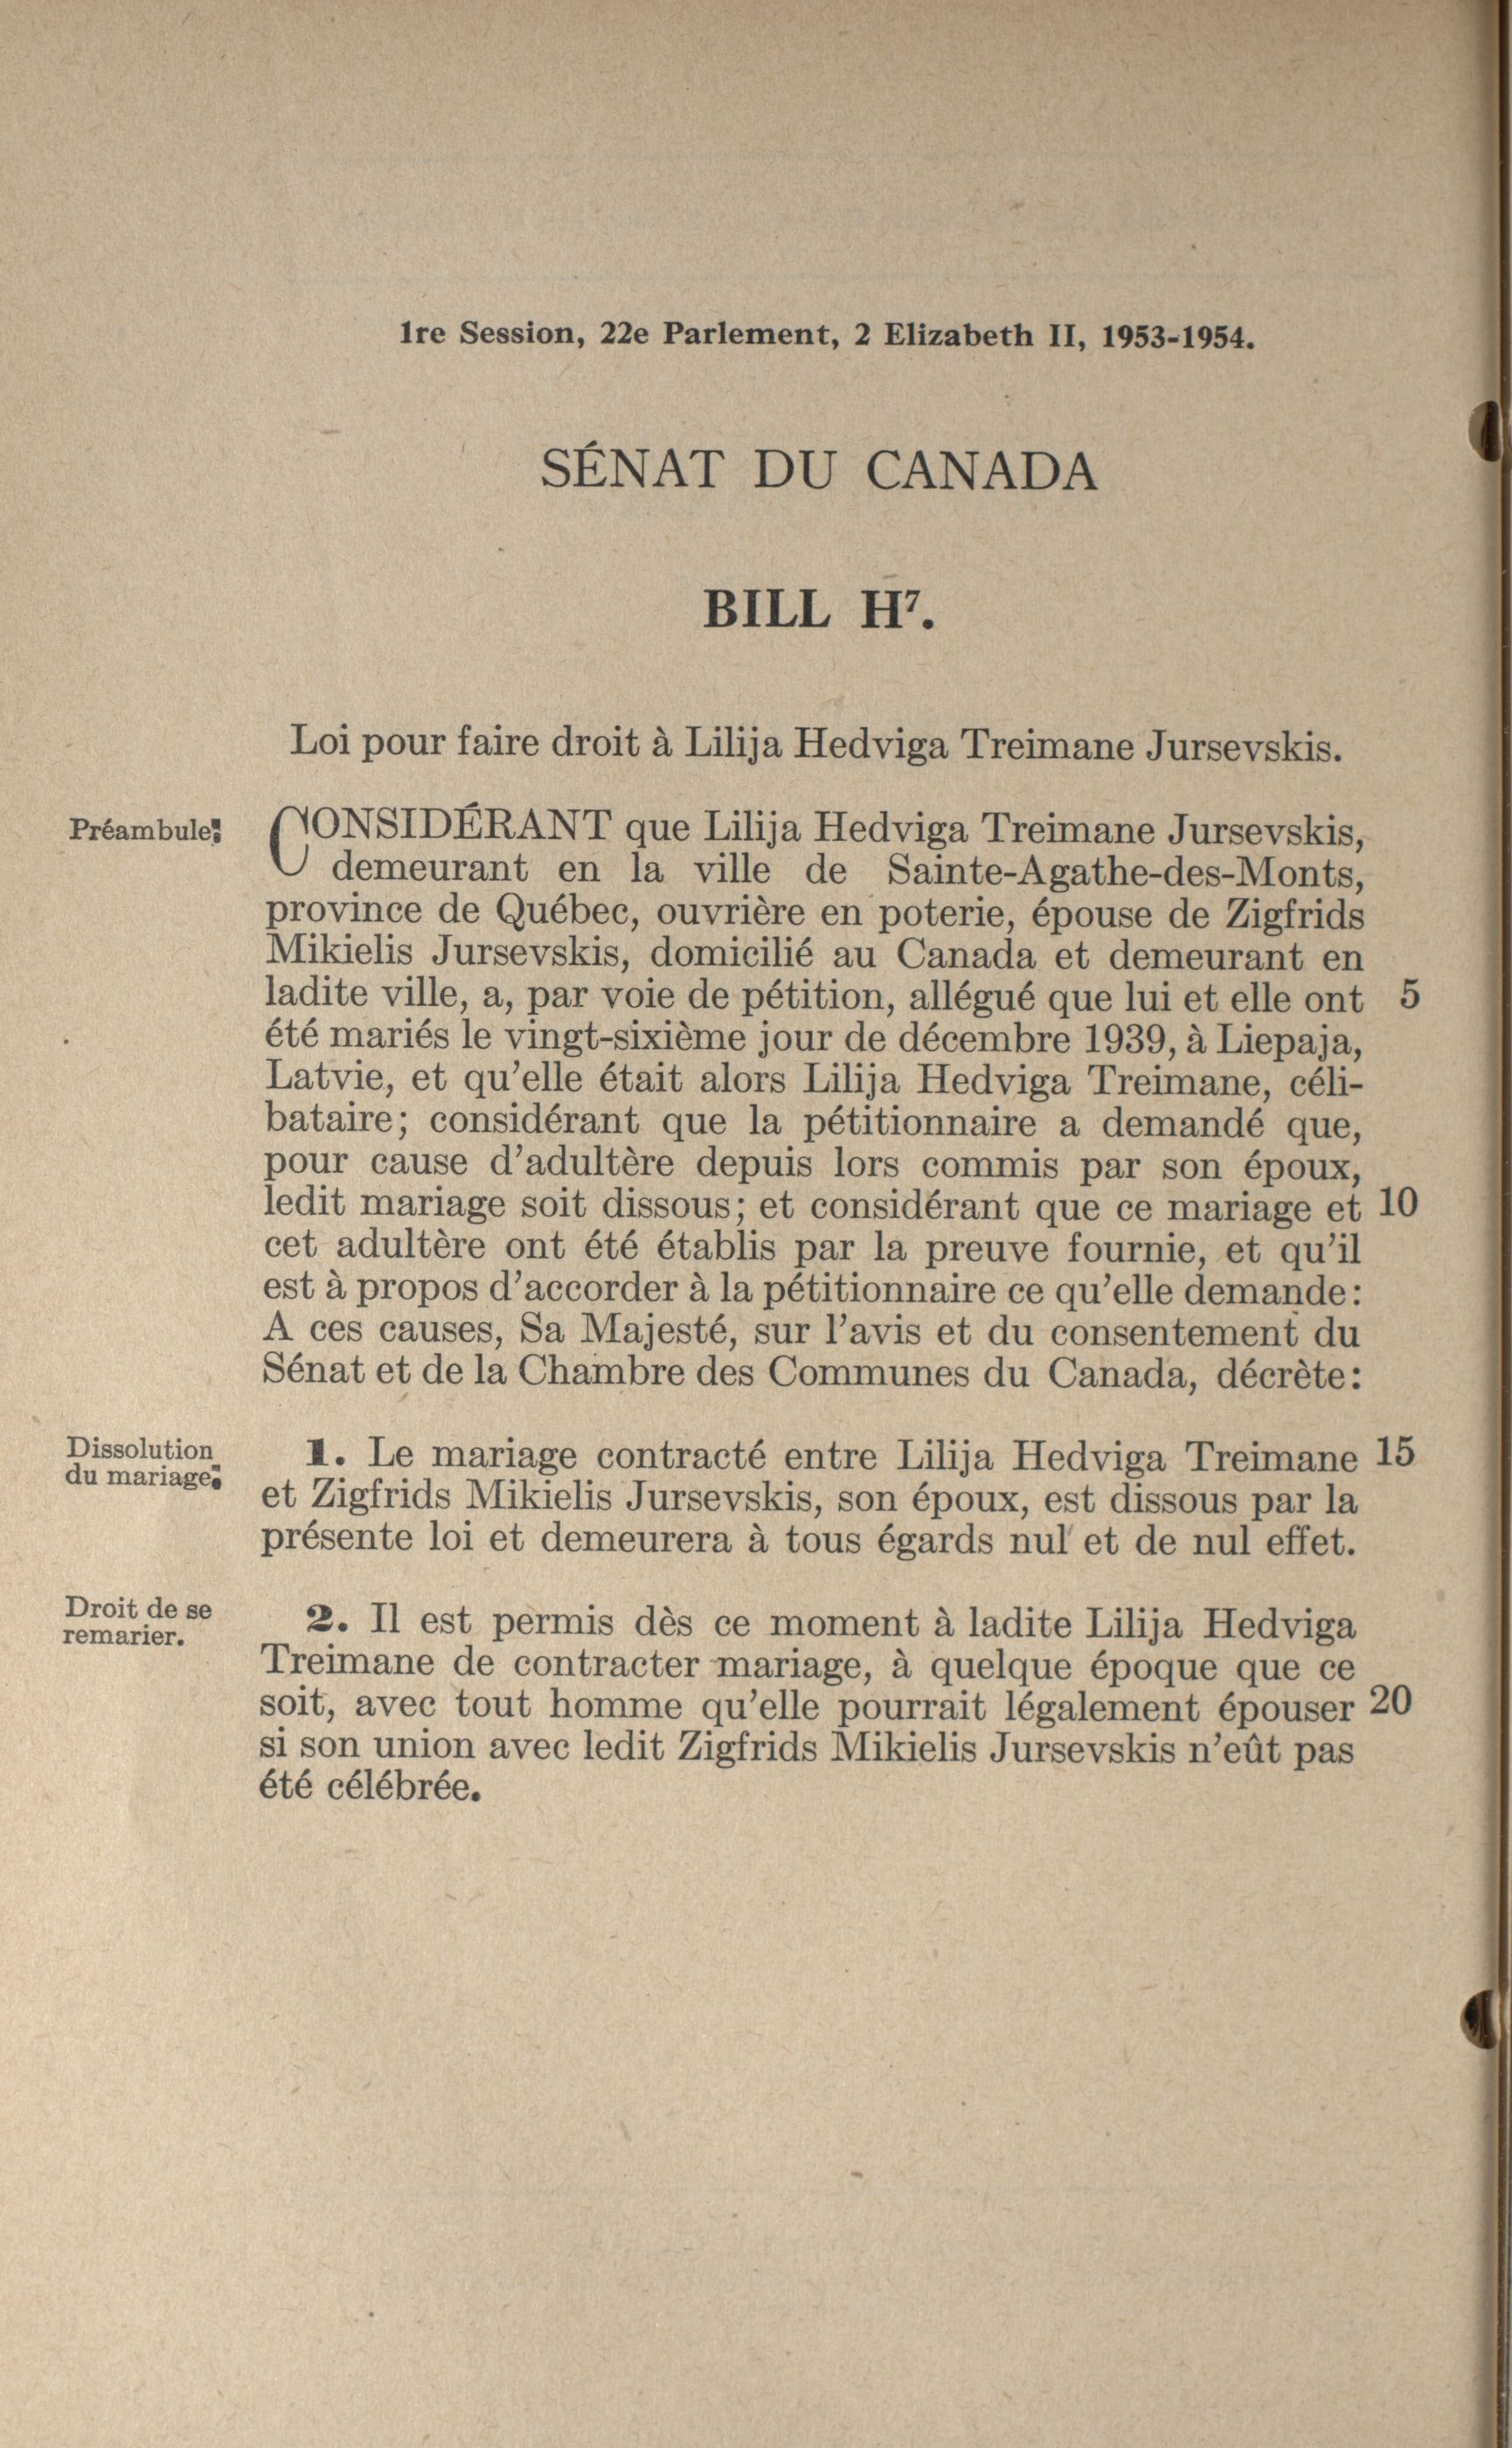 1re Session, 22e Parlement, 2 Elizabeth II, 1953-1954.
SÉNAT DU CANADA
BILL H⁷.
Loi pour faire droit à Lilija Hedviga Treimane Jursevskis.
Préambule.
CONSIDÉRANT que Lilija Hedviga Treimane Jursevskis,
demeurant en la ville de Sainte-Agathe-des-Monts,
province de Québec, ouvrière en poterie, épouse de Zigfrids
Mikielis Jursevskis, domicilié au Canada et demeurant en
ladite ville, a, par voie de pétition, allégué que lui et elle ont 5
été mariés le vingt-sixième jour de décembre 1939, à Liepaja,
Latvie, et qu'elle était alors Lilija Hedviga Treimane, céli-
bataire; considérant que la pétitionnaire a demandé que,
pour cause d'adultère depuis lors commis par son époux,
ledit mariage soit dissous; et considérant que ce mariage et 10
cet adultère ont été établis par la preuve fournie, et qu'il
est à propos d'accorder à la pétitionnaire ce qu'elle demande:
A ces causes, Sa Majesté, sur l'avis et du consentement du
Sénat et de la Chambre des Communes du Canada, décrète:
Dissolution
du mariage.
1. Le mariage contracté entre Lilija Hedviga Treimane 15
et Zigfrids Mikielis Jursevskis, son époux, est dissous par la
présente loi et demeurera à tous égards nul et de nul effet.
Droit de se
remarier.
2. Il est permis dès ce moment à ladite Lilija Hedviga
Treimane de contracter mariage, à quelque époque que ce
soit, avec tout homme qu'elle pourrait légalement épouser 20
si son union avec ledit Zigfrids Mikielis Jursevskis n'eût pas
été célébrée.